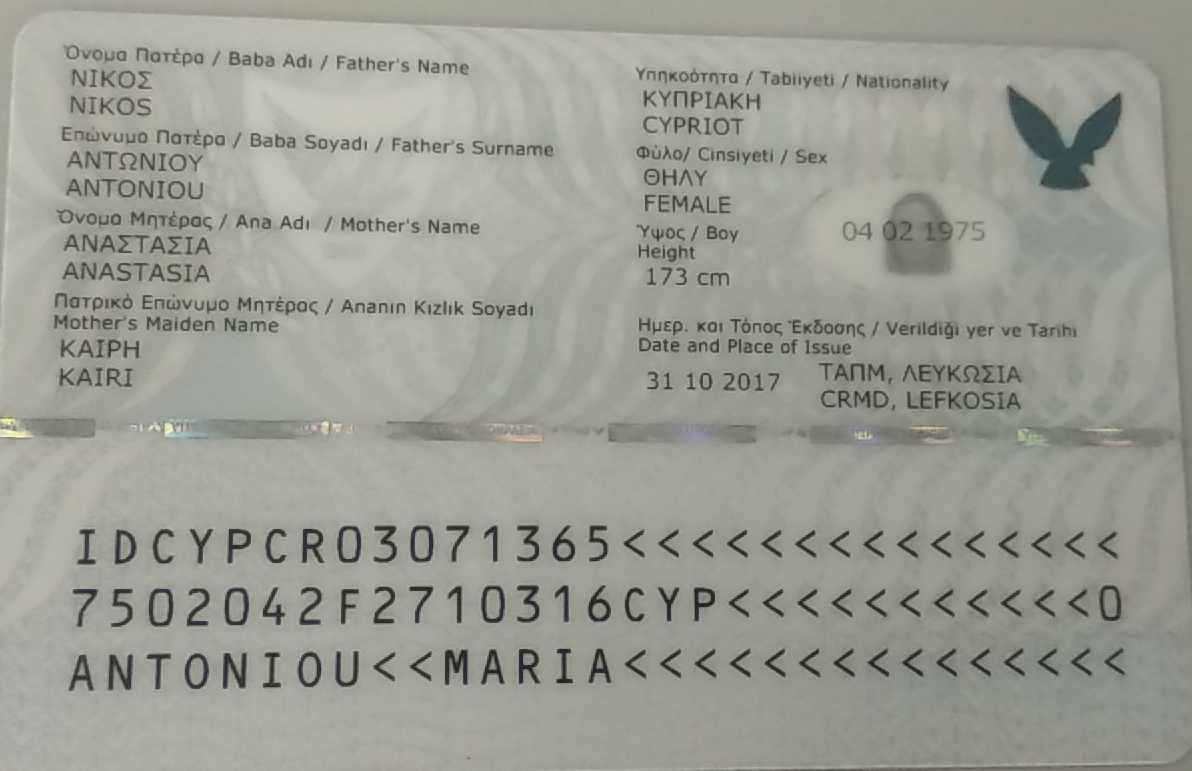 Όνομα Πατέρα / Baba Adı / Father's Name
ΝΙΚΟΣ
NIKOS
Επώνυμο Πατέρα / Baba Soyadı / Father's Surname
ΑΝΤΩΝΙΟΥ
ANTONIOU
Όνομα Μητέρας / Ana Adı / Mother's Name
ΑΝΑΣΤΑΣΙΑ
ANASTASIA
Πατρικό Επώνυμο Μητέρας / Ananın Kızlık Soyadı
Mother's Maiden Name
ΚΑΙΡΗ
KAIRI
Υπηκοότητα / Tabiiyeti / Nationality
ΚΥΠΡΙΑΚΗ
CYPRIOT
Φύλο/ Cinsiyeti / Sex
ΘΗΛΥ
FEMALE
Ύψος / Boy
Height
173 cm
04 02 1975
Ημερ. και Τόπος Έκδοσης / Verildiği yer ve Tarihi
Date and Place of Issue
31 10 2017
ΤΑΠΜ, ΛΕΥΚΩΣΙΑ
CRMD, LEFKOSIA
IDCYPCR03071365<<<<<<<<<<<<<<<
7502042F2710316CYP<<<<<<<<<<<0
ANTONIOU<<MARIA<<<<<<<<<<<<<<<